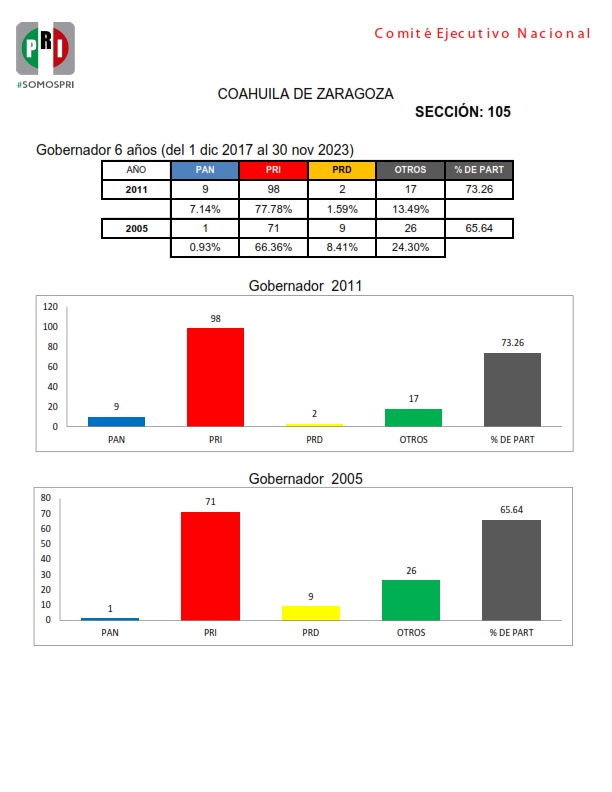 Comité Ejecutivo Nacional
PRI
#SOMOSPRI
COAHUILA DE ZARAGOZA
SECCIÓN: 105
Gobernador 6 años (del 1 dic 2017 al 30 nov 2023)
AÑO PAN PRI PRD OTROS % DE PART
2011 9 98 2 17 73.26
7.14% 77.78% 1.59% 13.49%
2005 1 71 9 26 65.64
0.93% 66.36% 8.41% 24.30%
Gobernador 2011
120
100
80
60
40
20
0
9
98
2
17
73.26
PAN PRI PRD OTROS % DE PART
Gobernador 2005
80
70
60
50
40
30
20
10
0
1
71
9
26
65.64
PAN PRI PRD OTROS % DE PART